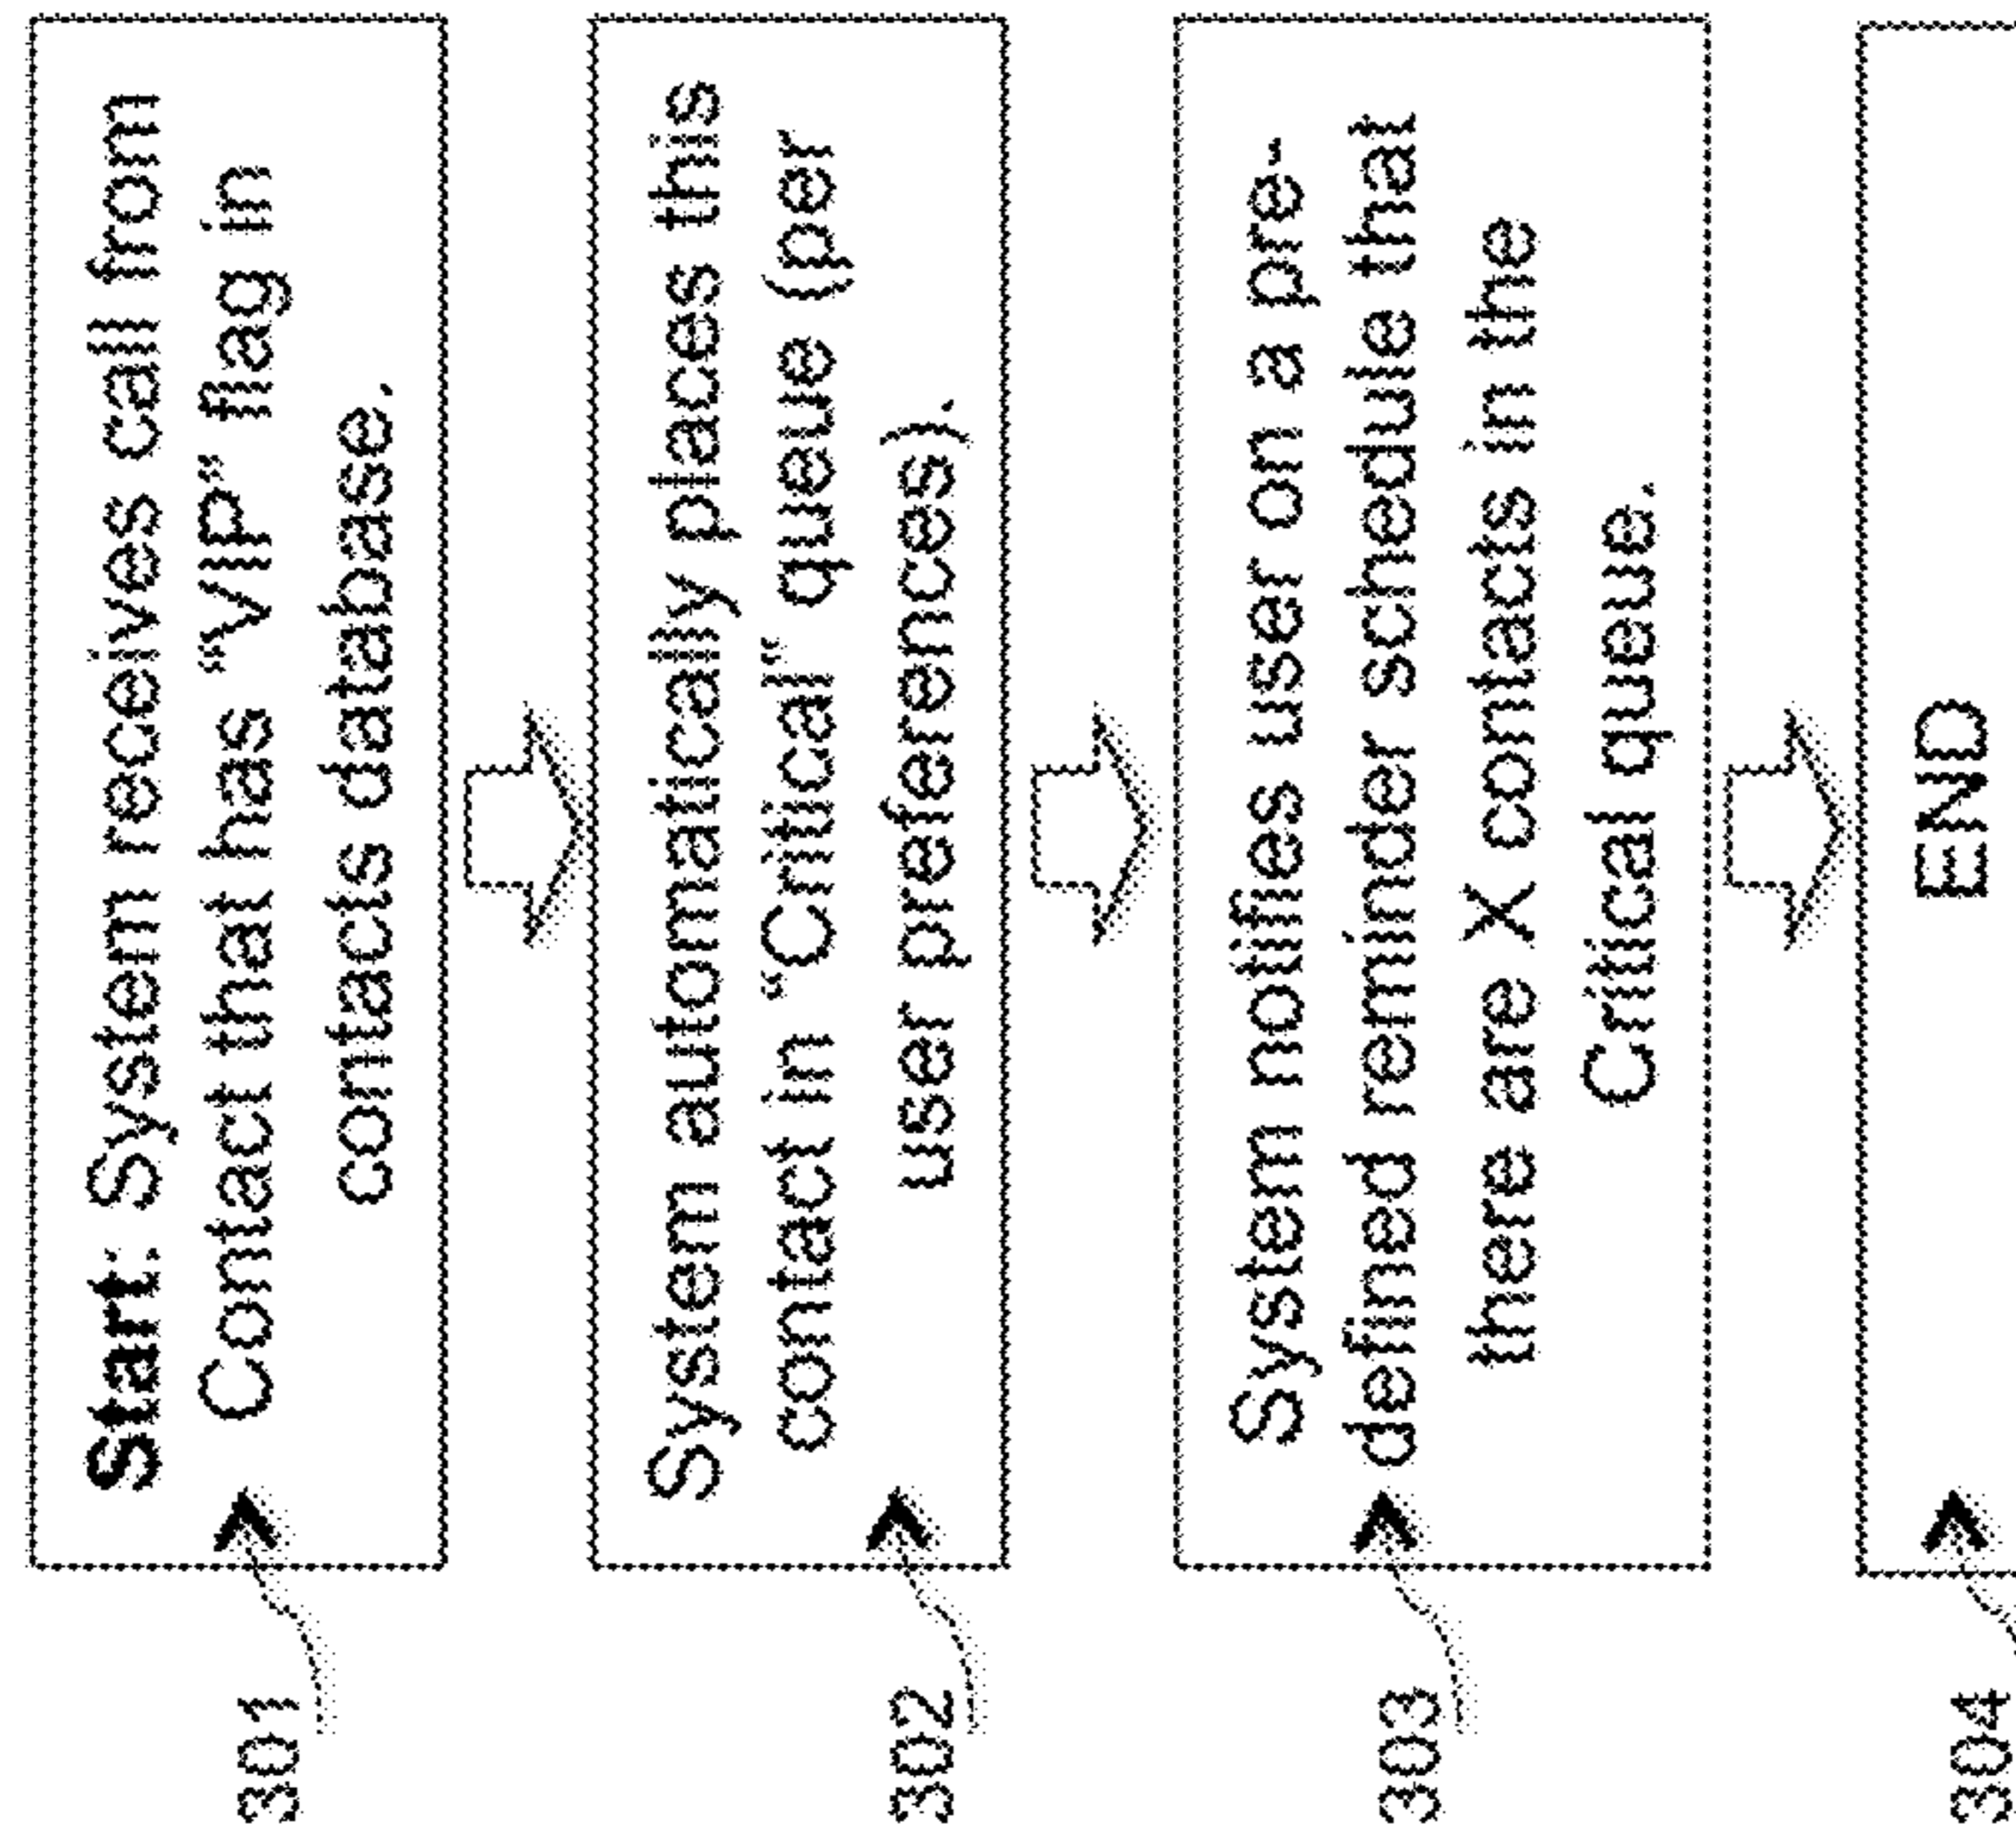 Start: System receives call from
Contact that has "VIP" flag in
contacts database.
301
System automatically places this
contact in "Critical" queue (per
user preferences).
302
System notifies user on a pre-
defined reminder schedule that
there are X contacts in the
Critical queue.
303
END
304